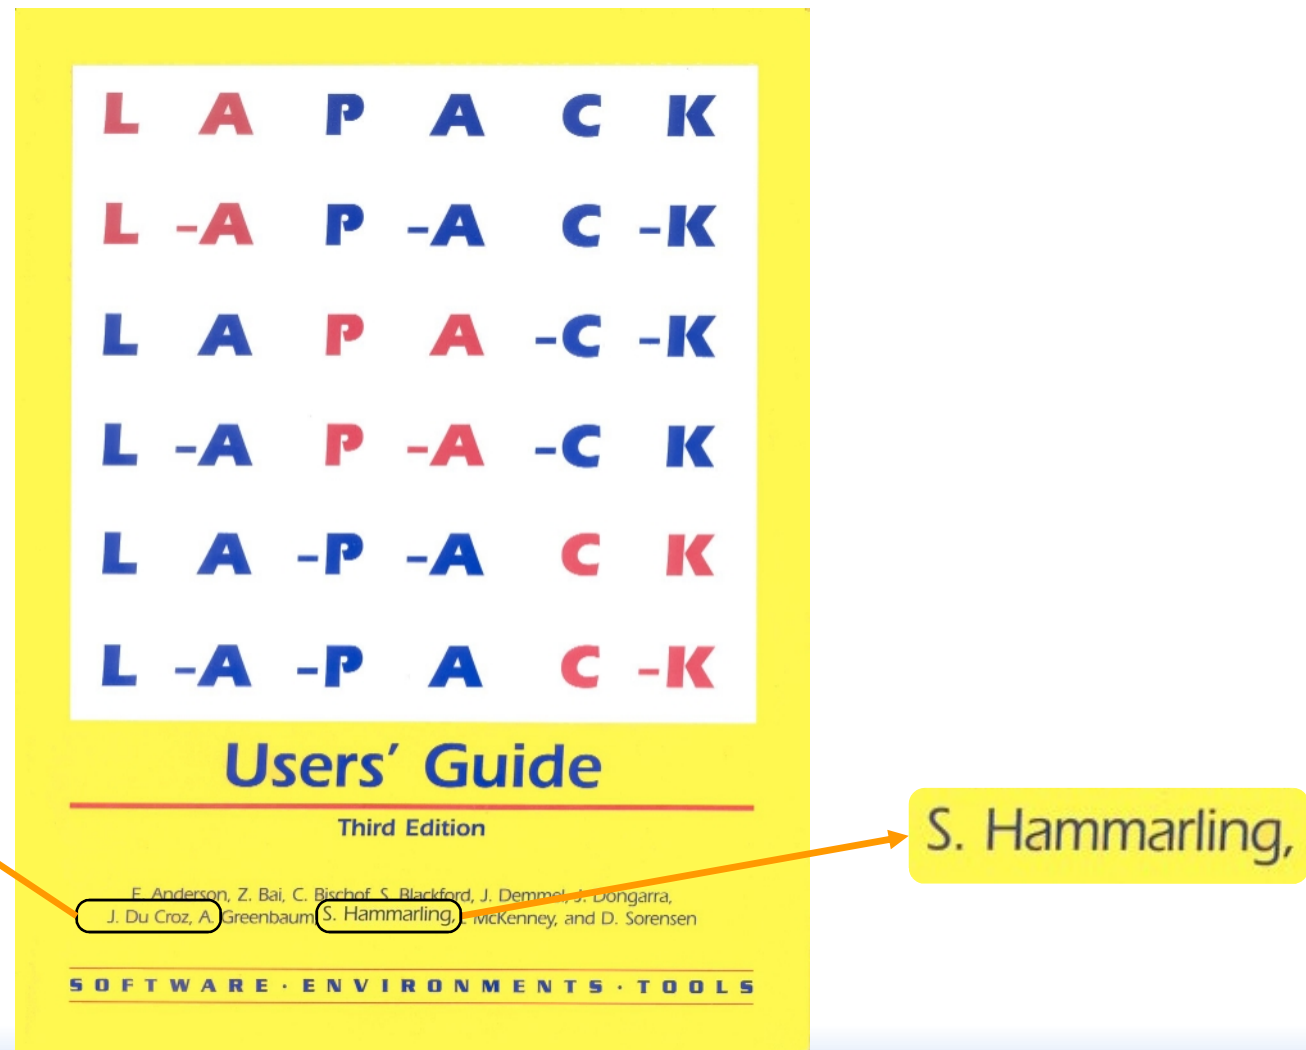 L A P A C K
L -A P -A C -K
L A P A -C -K
L -A P -A -C K
L A -P -A C K
L -A -P A C -K
Users' Guide
Third Edition
E. Anderson, Z. Bai, C. Bischof, S. Blackford, J. Demmel, J. Dongarra,
J. Du Croz, A. Greenbaum, S. Hammarling, McKenney, and D. Sorensen
SOFTWARE · ENVIRONMENTS · TOOLS
S. Hammarling,